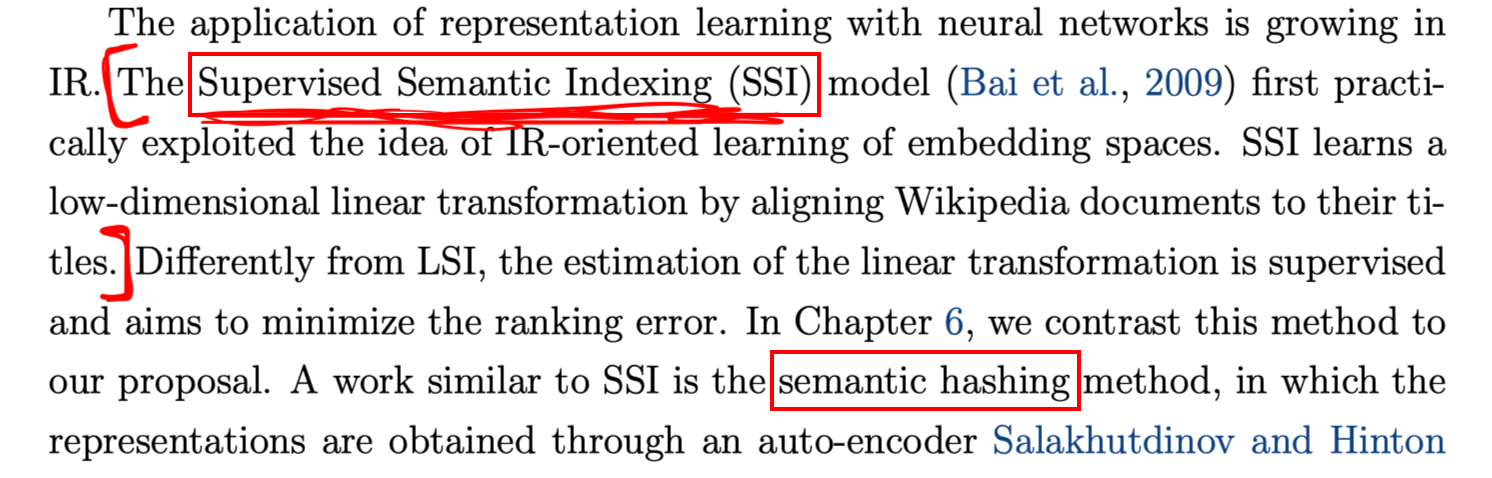 The application of representation learning with neural networks is growing in
IR. The Supervised Semantic Indexing (SSI) model (Bai et al., 2009) first practi-
cally exploited the idea of IR-oriented learning of embedding spaces. SSI learns a
low-dimensional linear transformation by aligning Wikipedia documents to their ti-
tles. Differently from LSI, the estimation of the linear transformation is supervised
and aims to minimize the ranking error. In Chapter 6, we contrast this method to
our proposal. A work similar to SSI is the semantic hashing method, in which the
representations are obtained through an auto-encoder Salakhutdinov and Hinton